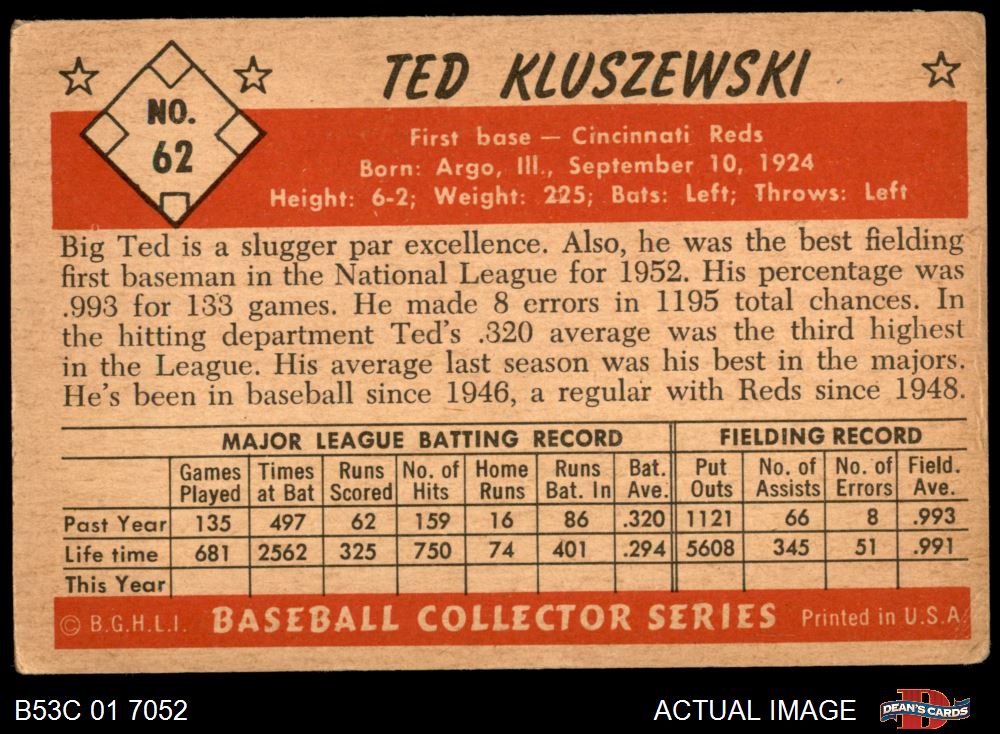 NO.
62
TED KLUSZEWSKI
First base — Cincinnati Reds
Born: Argo, Ill., September 10, 1924
Height: 6-2; Weight: 225; Bats: Left; Throws: Left
Big Ted is a slugger par excellence. Also, he was the best fielding
first baseman in the National League for 1952. His percentage was
.993 for 133 games. He made 8 errors in 1195 total chances. In
the hitting department Ted's .320 average was the third highest
in the League. His average last season was his best in the majors.
He's been in baseball since 1946, a regular with Reds since 1948.
MAJOR LEAGUE BATTING RECORD FIELDING RECORD
Games Times Runs No. of Home Runs Bat. Put No. of No. of Field.
Played at Bat Scored Hits Runs Bat. In Ave. Outs Assists Errors Ave.
Past Year 135 497 62 159 16 86 .320 1121 66 8 .993
Life time 681 2562 325 750 74 401 .294 5608 345 51 .991
This Year
© B.G.H.L.I. BASEBALL COLLECTOR SERIES Printed in U.S.A
B53C 01 7052 ACTUAL IMAGE DEAN'S CARDS